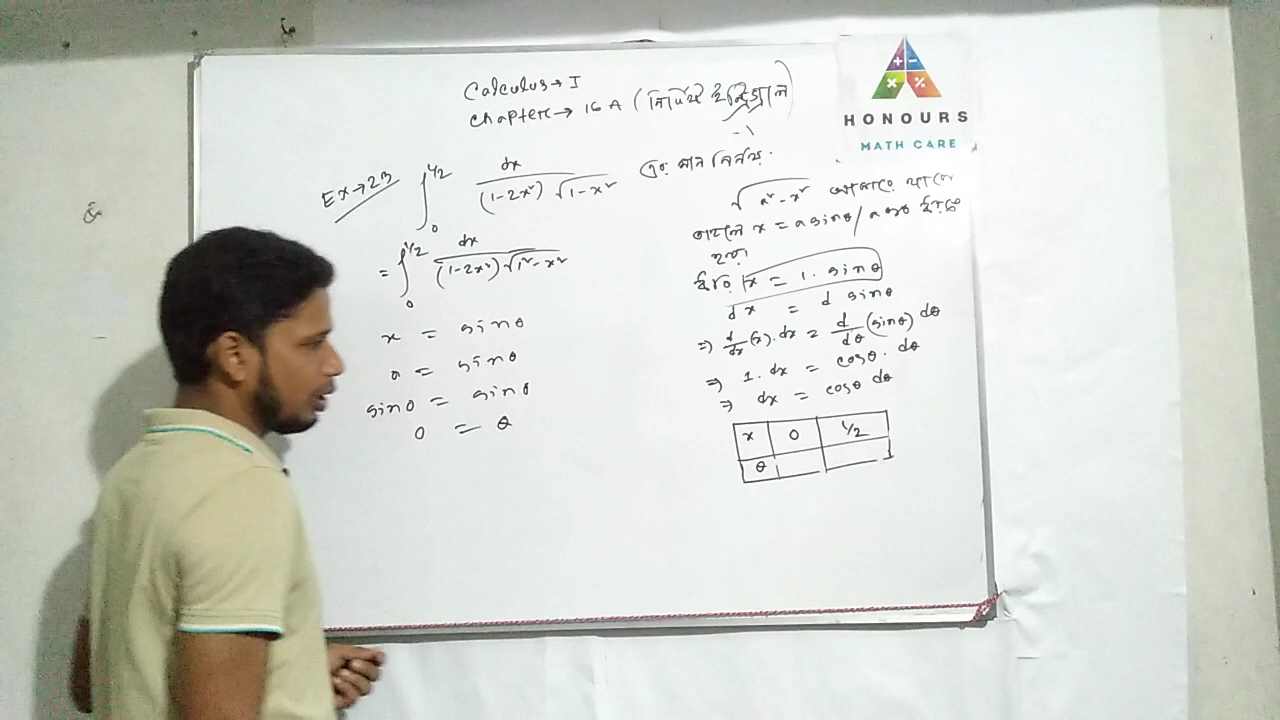 Calculus → I
Chapter → 16 A (নির্দিষ্ট ইন্টিগ্রাল)
Ex → 23 ∫₀^{1/2} dx / (1-2x²) √1-x² এর মান নির্ণয়.
= ∫₀^{1/2} dx / (1-2x²) √1²-x²
x = sinθ
0 = sinθ
sin0 = sinθ
0 = θ
√a²-x² আকারে থাকলে
তাহলে x = a sinθ / a cosθ ধরতে
হবে
ধরি, x = 1. sinθ
dx = d sinθ
⇒ d/dx (x). dx = d/dθ (sinθ) dθ
⇒ 1. dx = cosθ. dθ
⇒ dx = cosθ dθ
x 0 1/2
θ
HONOURS
MATH CARE